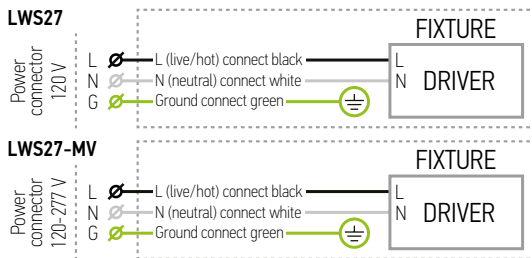 LWS27
FIXTURE
Power
connector
120 V
L
L (live/hot) connect black
L
N
N (neutral) connect white
N
DRIVER
G
Ground connect green
LWS27-MV
FIXTURE
Power
connector
120-277 V
L
L (live/hot) connect black
L
N
N (neutral) connect white
N
DRIVER
G
Ground connect green